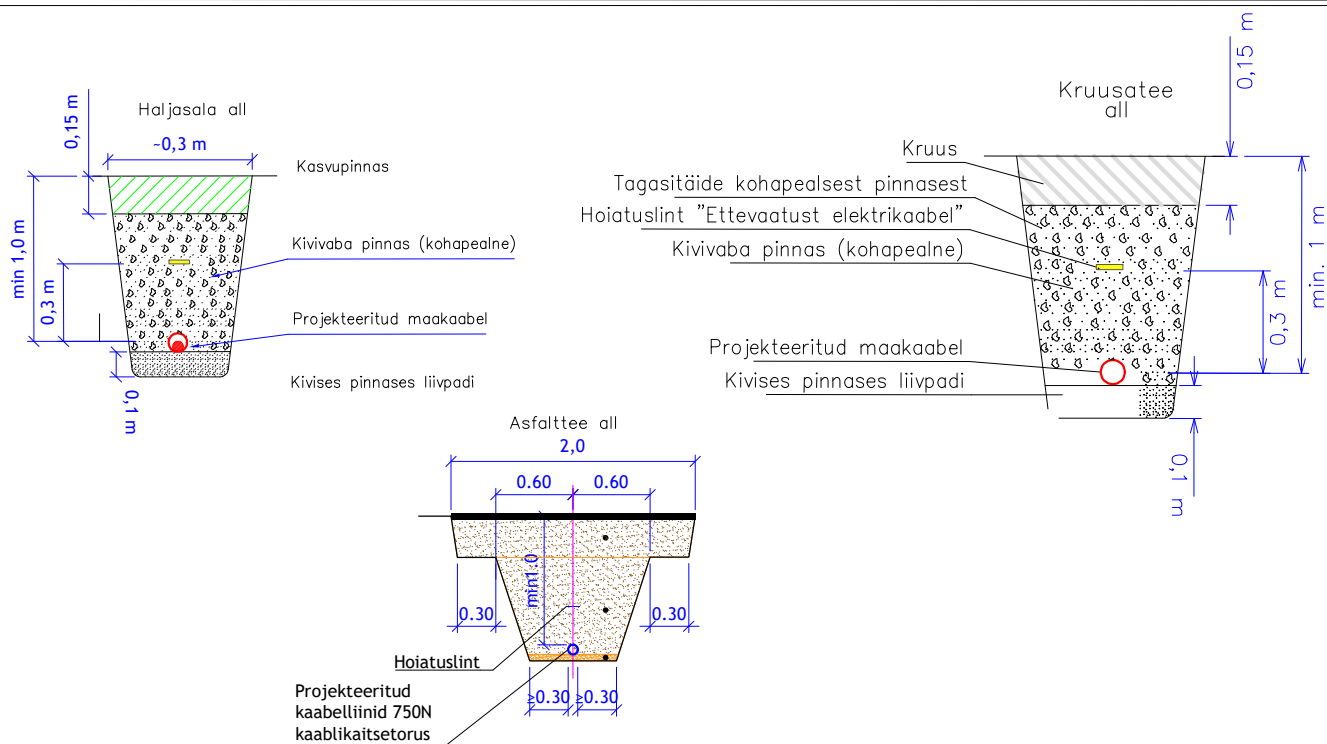 Haljasala all
0,15 m
~0,3 m
Kasvupinnas
min 1,0 m
0,3 m
Kivivaba pinnas (kohapealne)
Projekteeritud maakaabel
Kivises pinnases liivpadi
0,1 m
Kruusatee
all
0,15 m
Kruus
Tagasitäide kohapealsest pinnasest
Hoiatuslint "Ettevaatust elektrikaabel"
Kivivaba pinnas (kohapealne)
min. 1 m
0,3 m
Projekteeritud maakaabel
Kivises pinnases liivpadi
0,1 m
Asfalttee all
2,0
0.60 0.60
min1.0
0.30 0.30
Hoiatuslint
≥0.30 ≥0.30
Projekteeritud
kaabelliinid 750N
kaablikaitsetorus